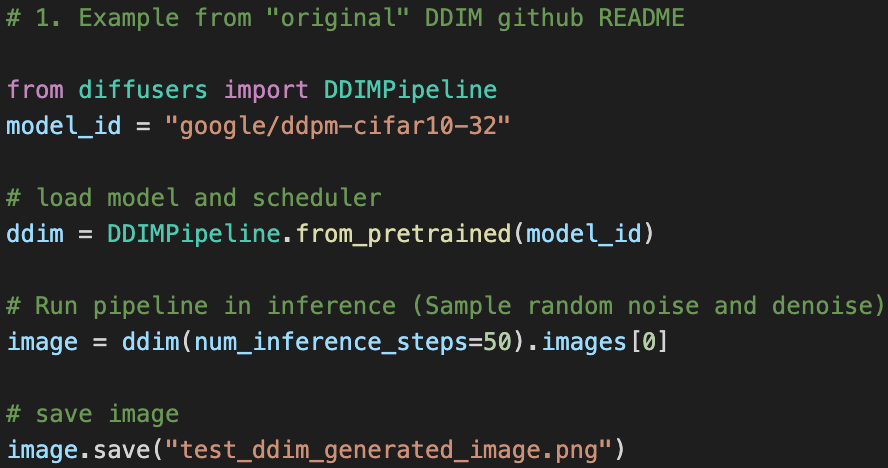 # 1. Example from "original" DDIM github README
from diffusers import DDIMPipeline
model_id = "google/ddpm-cifar10-32"
# load model and scheduler
ddim = DDIMPipeline.from_pretrained(model_id)
# Run pipeline in inference (Sample random noise and denoise)
image = ddim(num_inference_steps=50).images[0]
# save image
image.save("test_ddim_generated_image.png")